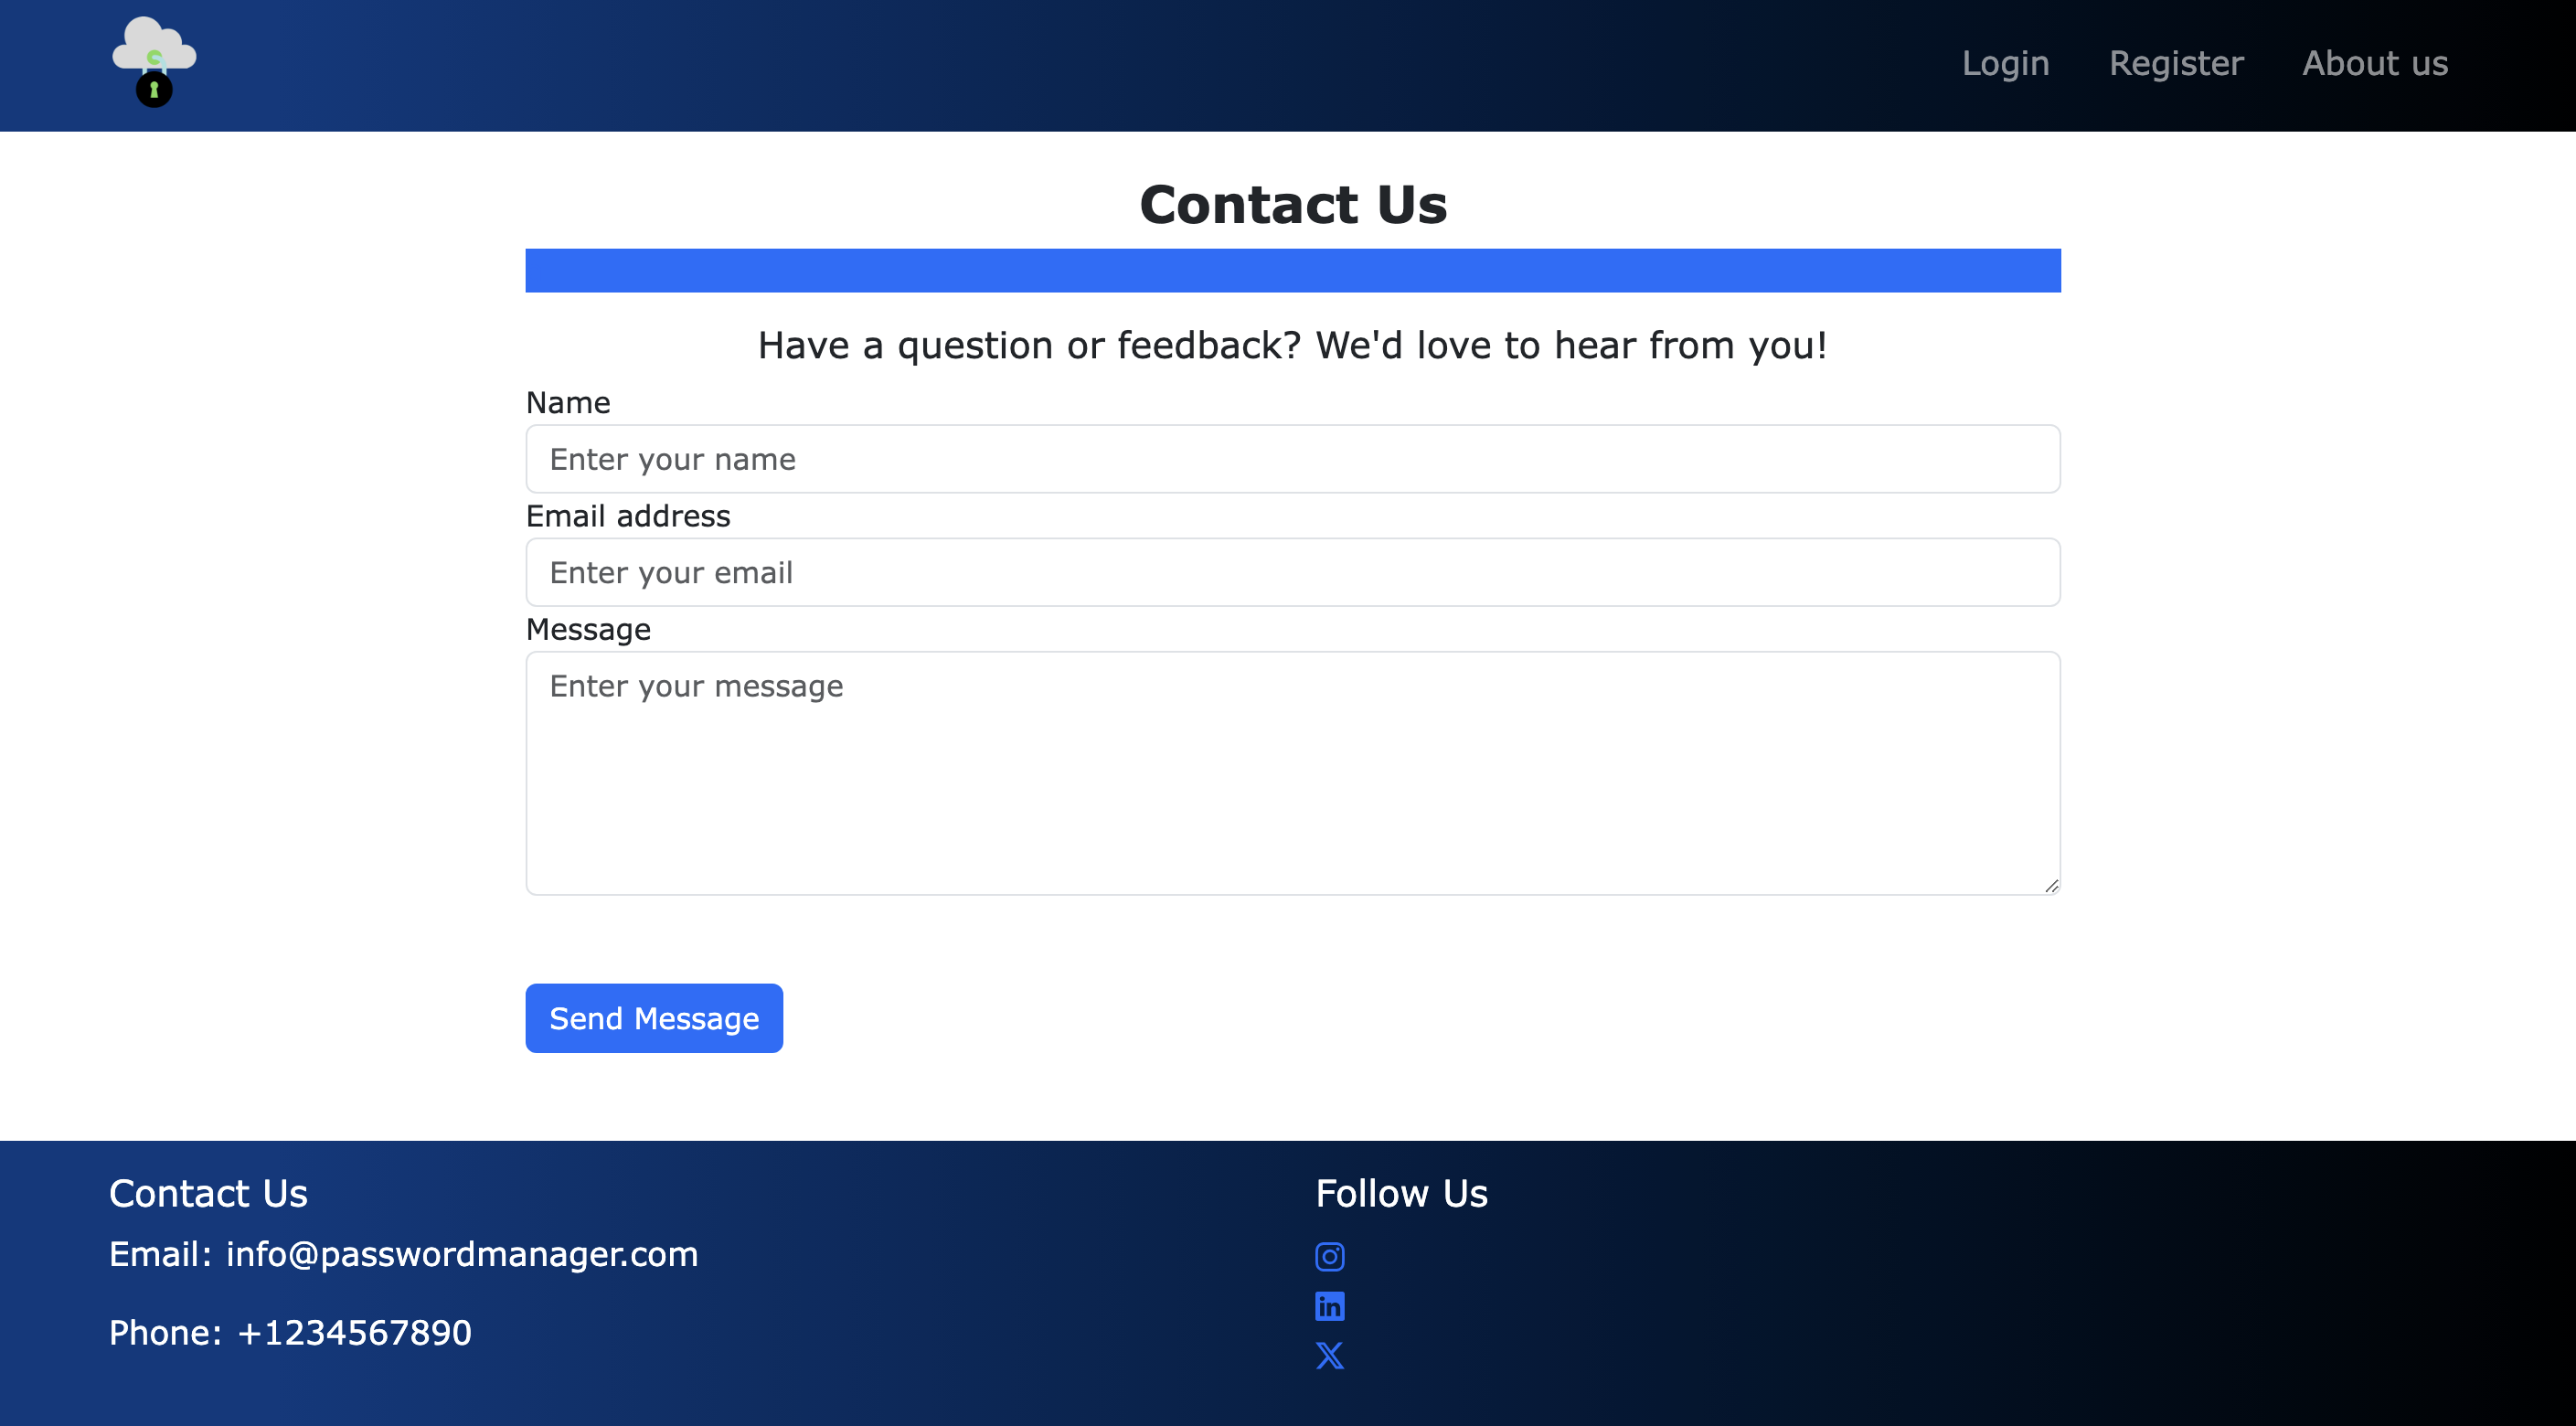 Login Register About us
Contact Us
Have a question or feedback? We'd love to hear from you!
Name
Enter your name
Email address
Enter your email
Message
Enter your message
Send Message
Contact Us
Email: info@passwordmanager.com
Phone: +1234567890
Follow Us